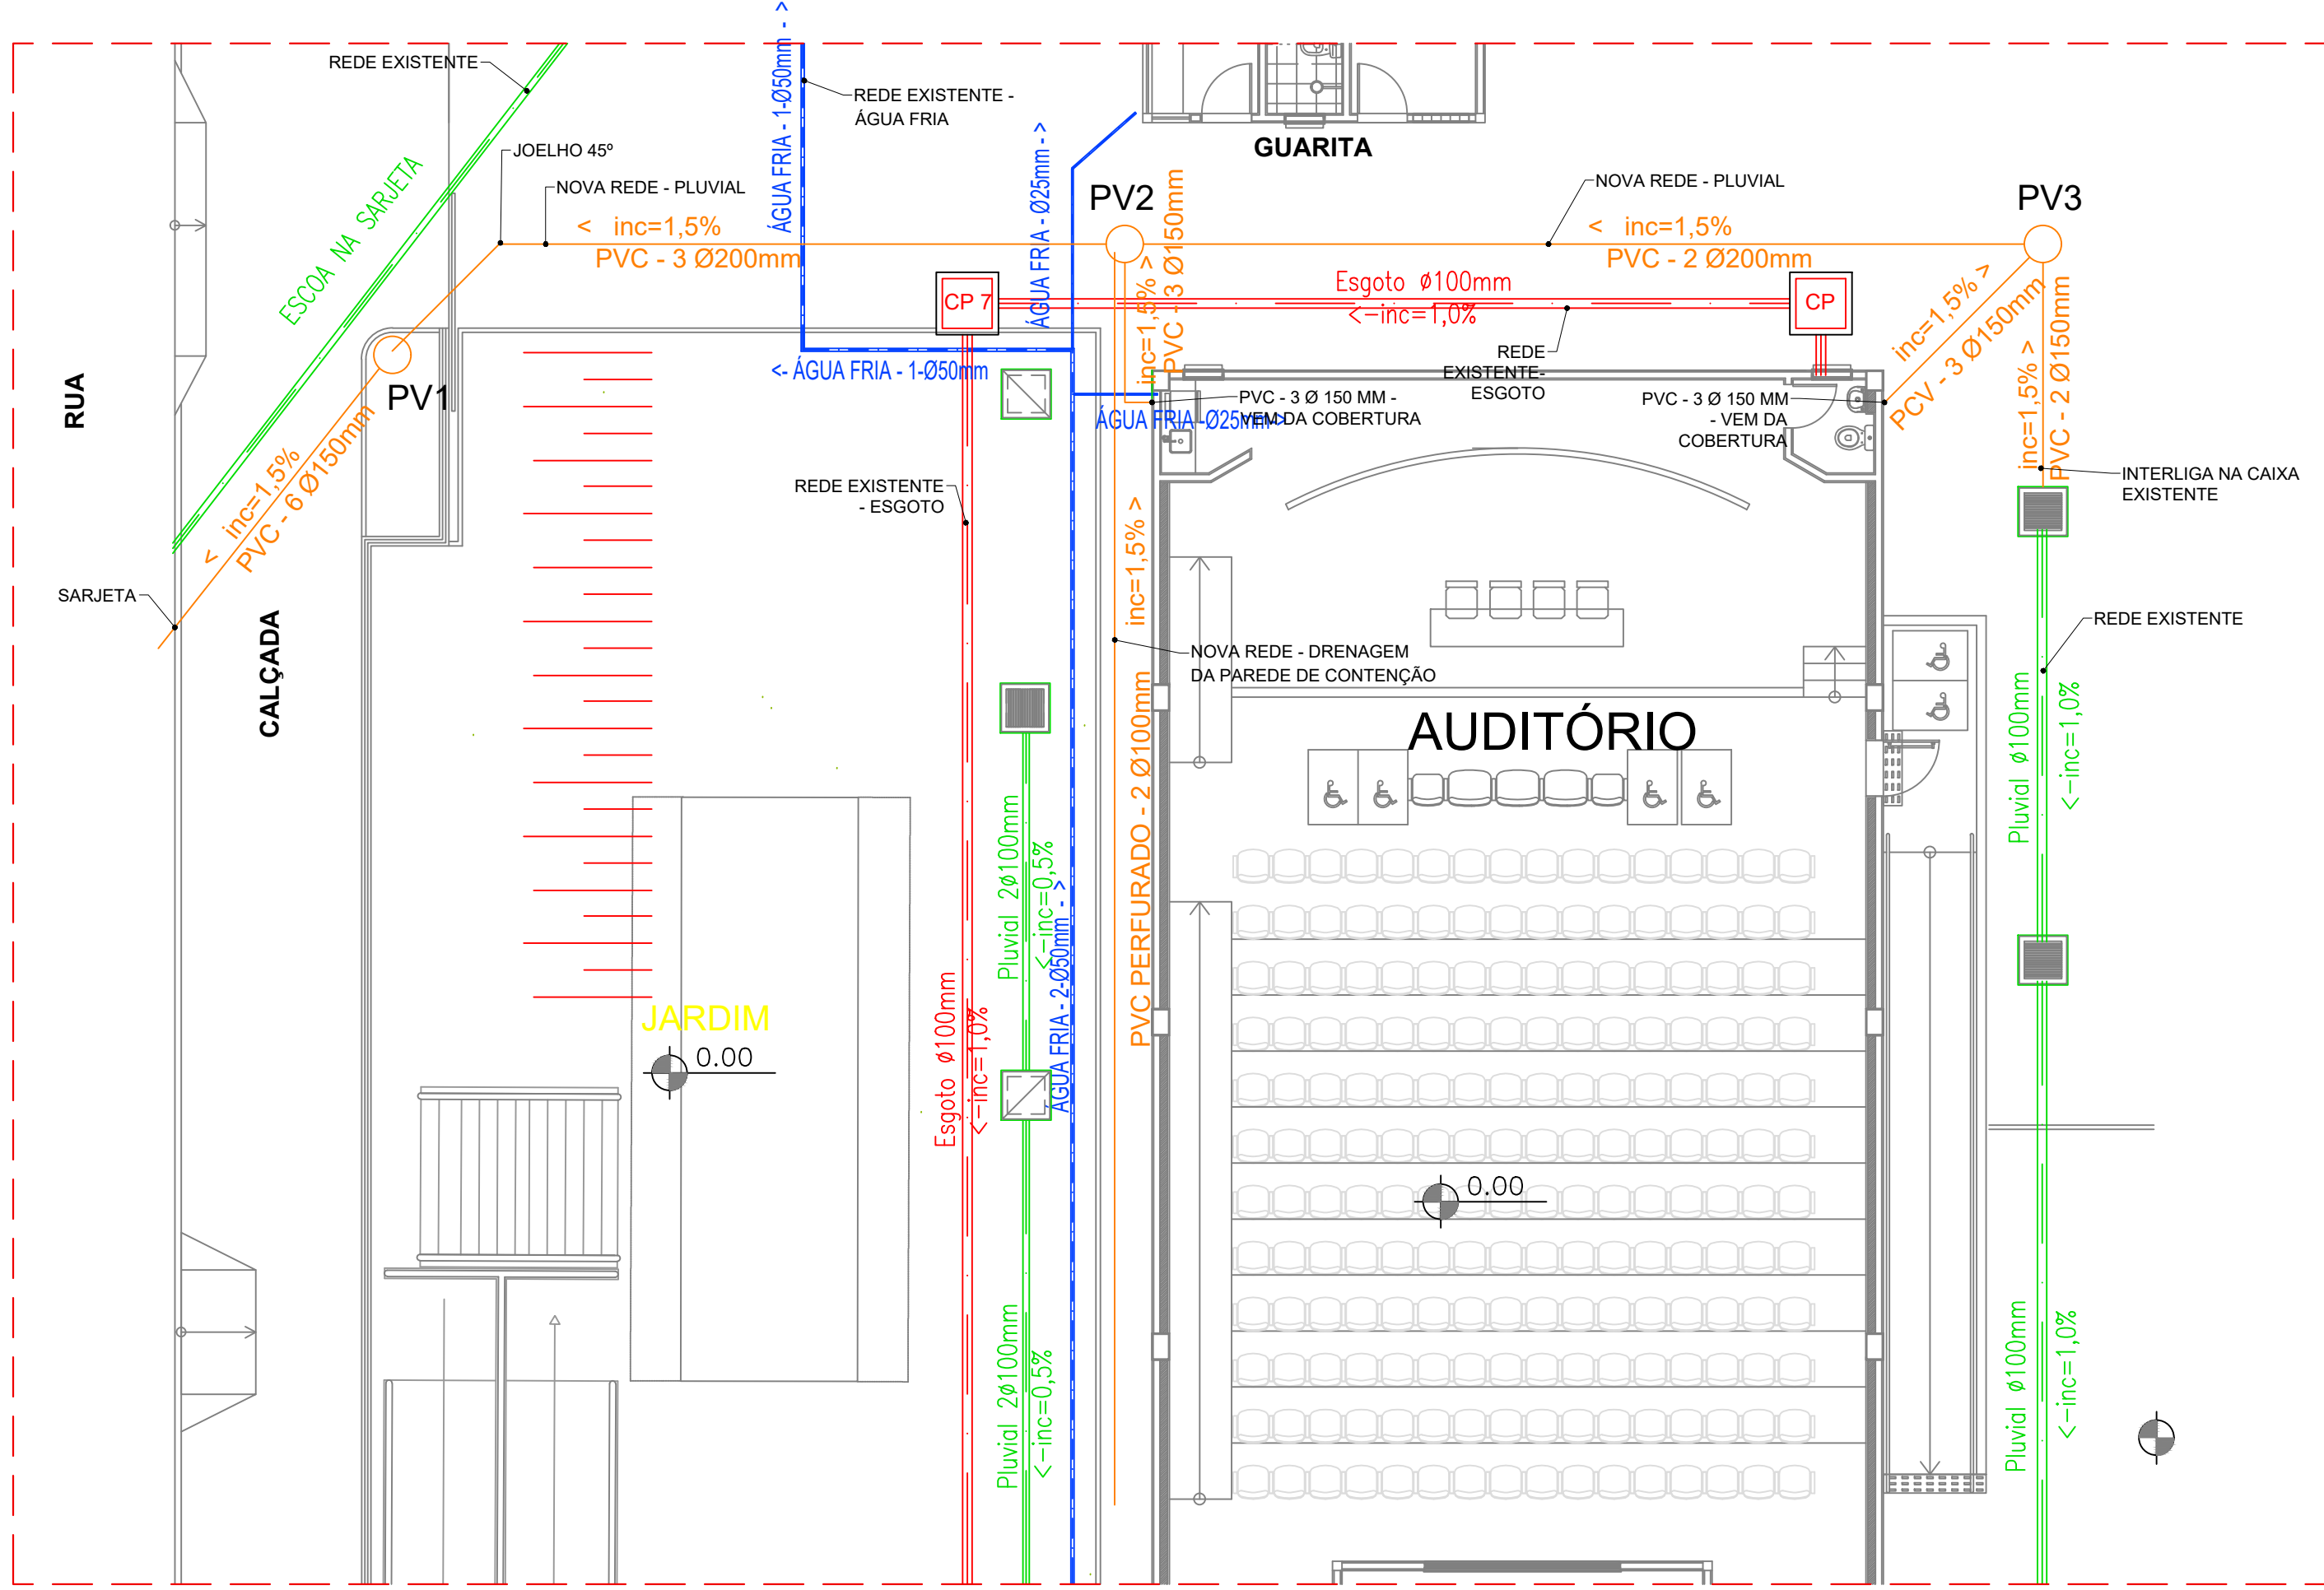 REDE EXISTENTE
ÁGUA FRIA - 1-Ø50mm - >
REDE EXISTENTE -
ÁGUA FRIA
JOELHO 45º
NOVA REDE - PLUVIAL
ESCOA NA SARJETA
< inc=1,5%
PVC - 3 Ø200mm
ÁGUA FRIA - Ø25mm- >
GUARITA
PV2
inc=1,5% >
PVC - 3 Ø150mm
NOVA REDE - PLUVIAL
< inc=1,5%
PVC - 2 Ø200mm
PV3
CP 7
Esgoto ø100mm
<-inc=1,0%
CP
REDE
EXISTENTE-
ESGOTO
inc=1,5% >
PCV - 3 Ø150mm
inc=1,5% >
PVC - 2 Ø150mm
RUA
PV1
<- ÁGUA FRIA - 1-Ø50mm
PVC - 3 Ø 150 MM -
VEM DA COBERTURA
ÁGUA FRIA -Ø25mm->
PVC - 3 Ø 150 MM
- VEM DA
COBERTURA
< inc=1,5%
PVC - 6 Ø150mm
REDE EXISTENTE
- ESGOTO
INTERLIGA NA CAIXA
EXISTENTE
SARJETA
CALÇADA
inc=1,5% >
PVC PERFURADO - 2 Ø100mm
NOVA REDE - DRENAGEM
DA PAREDE DE CONTENÇÃO
REDE EXISTENTE
AUDITÓRIO
Pluvial ø100mm
<-inc=1,0%
Pluvial 2ø100mm
<-inc=0,5%
ÁGUA FRIA - 2-Ø50mm - >
Esgoto ø100mm
<-inc=1,0%
JARDIM
0.00
0.00
Pluvial 2ø100mm
<-inc=0,5%
Pluvial ø100mm
<-inc=1,0%